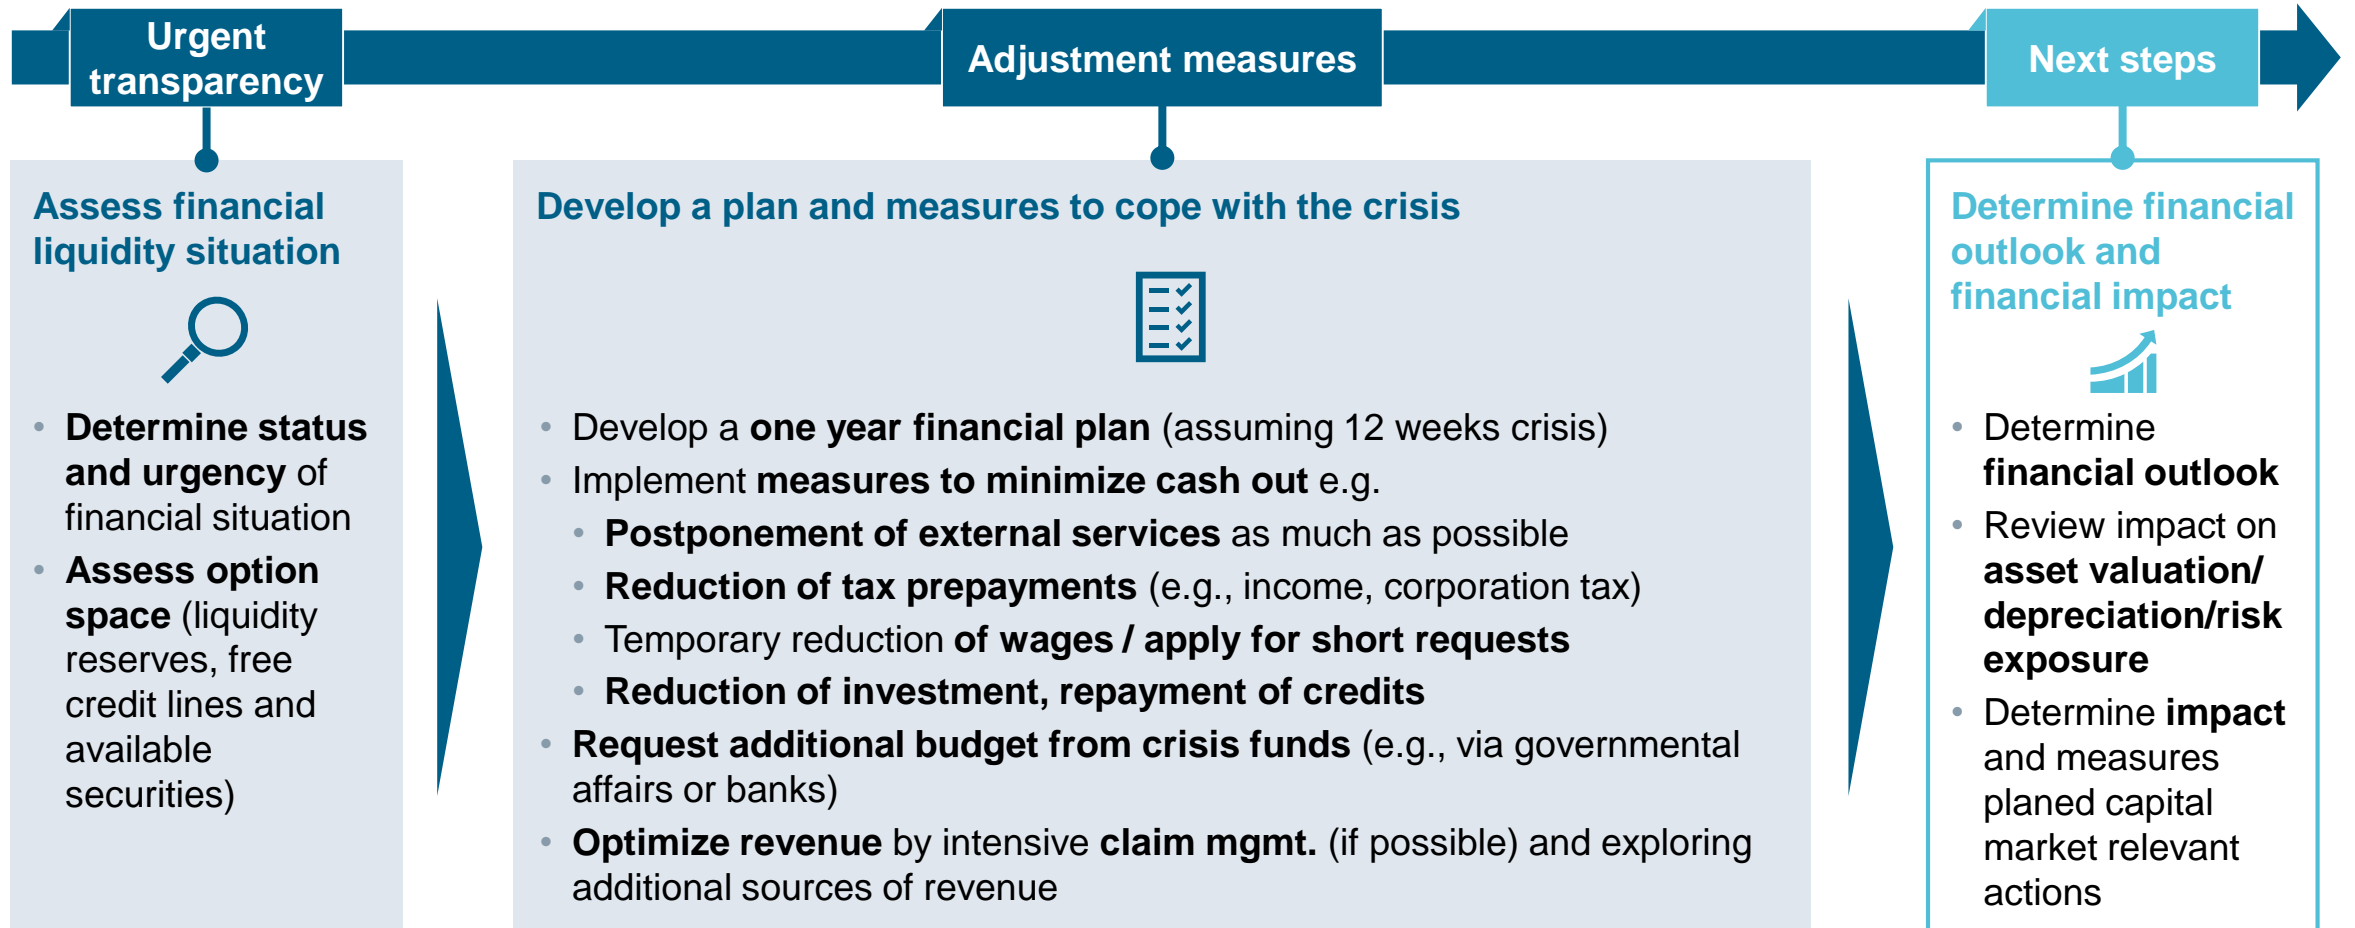 Urgent
transparency
Adjustment measures
Next steps
Assess financial
liquidity situation
• Determine status
and urgency of
financial situation
• Assess option
space (liquidity
reserves, free
credit lines and
available
securities)
Develop a plan and measures to cope with the crisis
• Develop a one year financial plan (assuming 12 weeks crisis)
• Implement measures to minimize cash out e.g.
• Postponement of external services as much as possible
• Reduction of tax prepayments (e.g., income, corporation tax)
• Temporary reduction of wages / apply for short requests
• Reduction of investment, repayment of credits
• Request additional budget from crisis funds (e.g., via governmental
affairs or banks)
• Optimize revenue by intensive claim mgmt. (if possible) and exploring
additional sources of revenue
Determine financial
outlook and
financial impact
• Determine
financial outlook
• Review impact on
asset valuation/
depreciation/risk
exposure
• Determine impact
and measures
planed capital
market relevant
actions